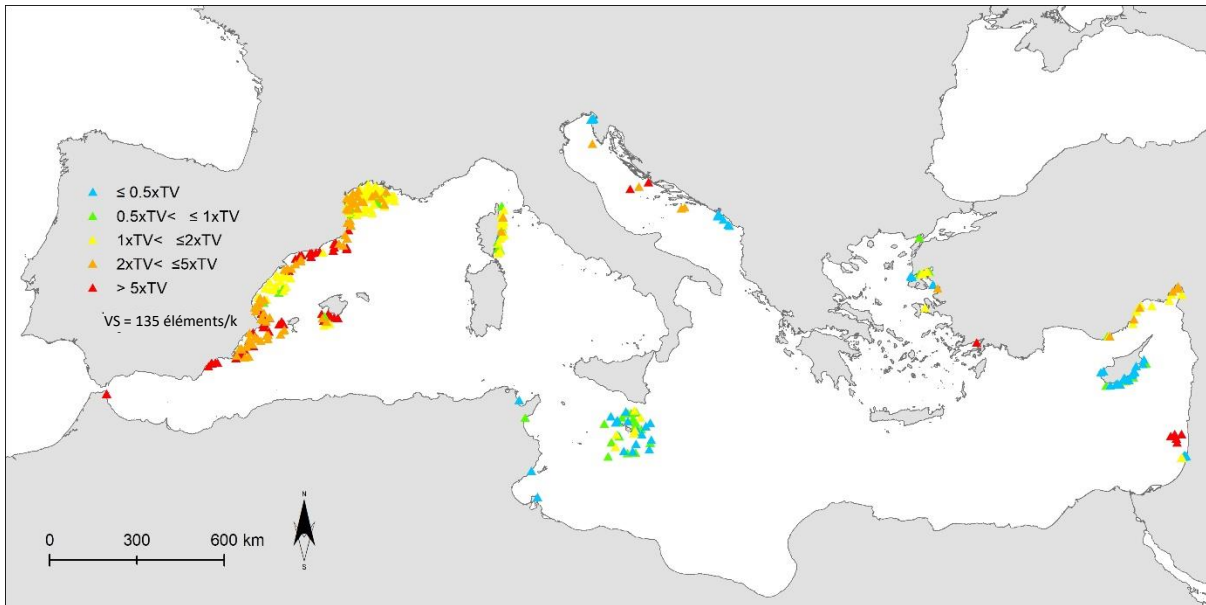 ≤ 0.5xTV
0.5xTV< ≤ 1xTV
1xTV< ≤2xTV
2xTV< ≤5xTV
> 5xTV
VS = 135 éléments/k
N
S
0 300 600 km